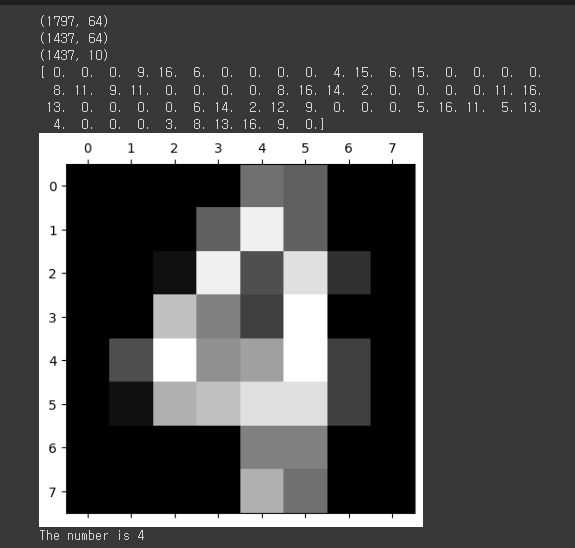 (1797, 64)
(1437, 64)
(1437, 10)
[ 0. 0. 0. 9. 16. 6. 0. 0. 0. 0. 4. 15. 6. 15. 0. 0. 0. 0.
8. 11. 9. 11. 0. 0. 0. 0. 8. 16. 14. 2. 0. 0. 0. 0. 11. 16.
13. 0. 0. 0. 0. 6. 14. 2. 12. 9. 0. 0. 0. 5. 16. 11. 5. 13.
4. 0. 0. 0. 3. 8. 13. 16. 9. 0.]
0 1 2 3 4 5 6 7
0
1
2
3
4
5
6
7
The number is 4